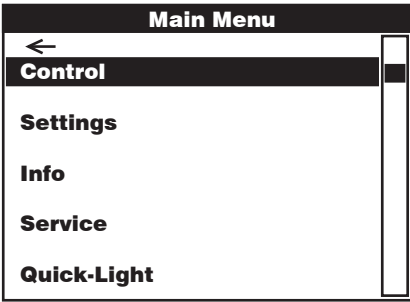 Main Menu
←
Control
Settings
Info
Service
Quick-Light